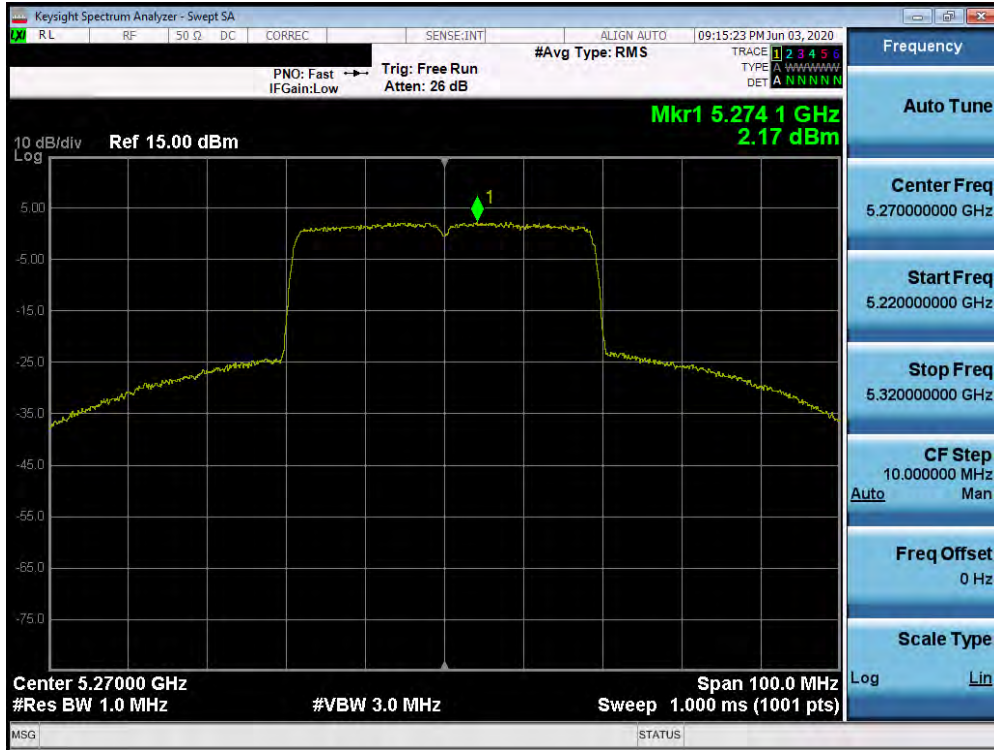 Keysight Spectrum Analyzer - Swept SA
LXI RL RF 50 Ω DC CORREC SENSE:INT ALIGN AUTO 09:15:23 PM Jun 03, 2020
#Avg Type: RMS
TRACE 1 2 3 4 5 6
PNO: Fast Trig: Free Run
TYPE A WWWWW
IFGain:Low Atten: 26 dB
DET A N N N N N
Mkr1 5.274 1 GHz
2.17 dBm
10 dB/div Ref 15.00 dBm
Log
1
5.00
-5.00
-15.0
-25.0
-35.0
-45.0
-55.0
-65.0
-75.0
Center 5.27000 GHz Span 100.0 MHz
#Res BW 1.0 MHz #VBW 3.0 MHz Sweep 1.000 ms (1001 pts)
MSG STATUS
Frequency
Auto Tune
Center Freq
5.270000000 GHz
Start Freq
5.220000000 GHz
Stop Freq
5.320000000 GHz
CF Step
10.000000 MHz
Auto Man
Freq Offset
0 Hz
Scale Type
Log Lin